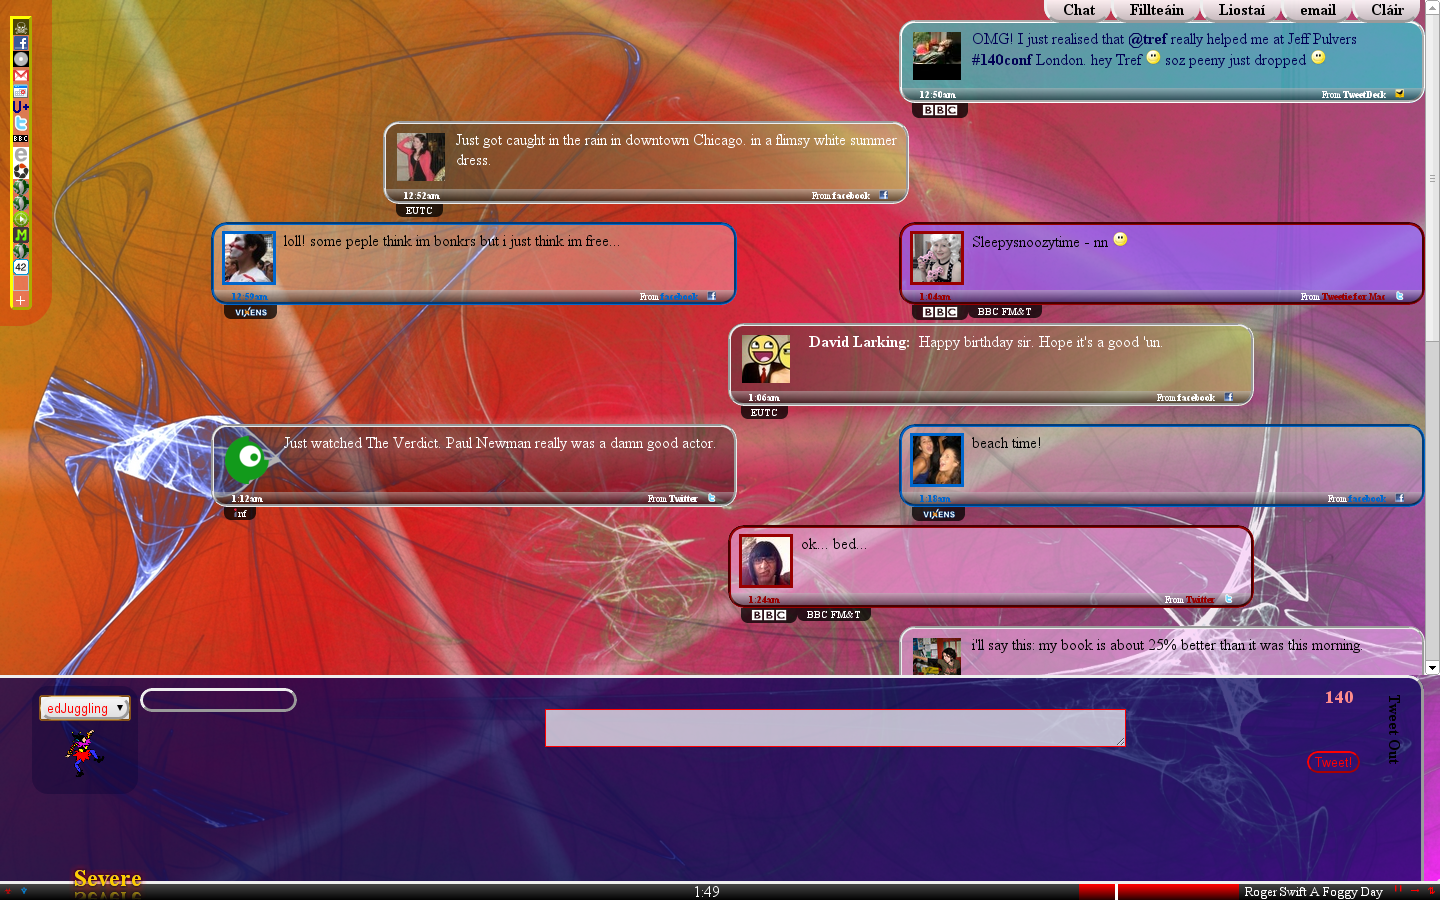 Chat Fillteáin Liostaí email Cláir
OMG! I just realised that @tref really helped me at Jeff Pulvers
#140conf London. hey Tref soz peeny just dropped
12:50am From TweetDeck
BBC
Just got caught in the rain in downtown Chicago. in a flimsy white summer
dress.
12:52am From facebook
EUTC
loll! some peple think im bonkrs but i just think im free...
12:59am From facebook
VIXENS
Sleepysnoozytime - nn
1:04am From Tweetie for Mac
BBC BBC FM&T
David Larking: Happy birthday sir. Hope it's a good 'un.
1:06am From facebook
EUTC
Just watched The Verdict. Paul Newman really was a damn good actor.
1:12am From Twitter
inf
beach time!
1:18am From facebook
VIXENS
ok... bed...
1:24am From Twitter
BBC BBC FM&T
i'll say this: my book is about 25% better than it was this morning.
U+
BBC
42
edJuggling
140
Tweet Out
Tweet!
Severe
1:49
Roger Swift A Foggy Day